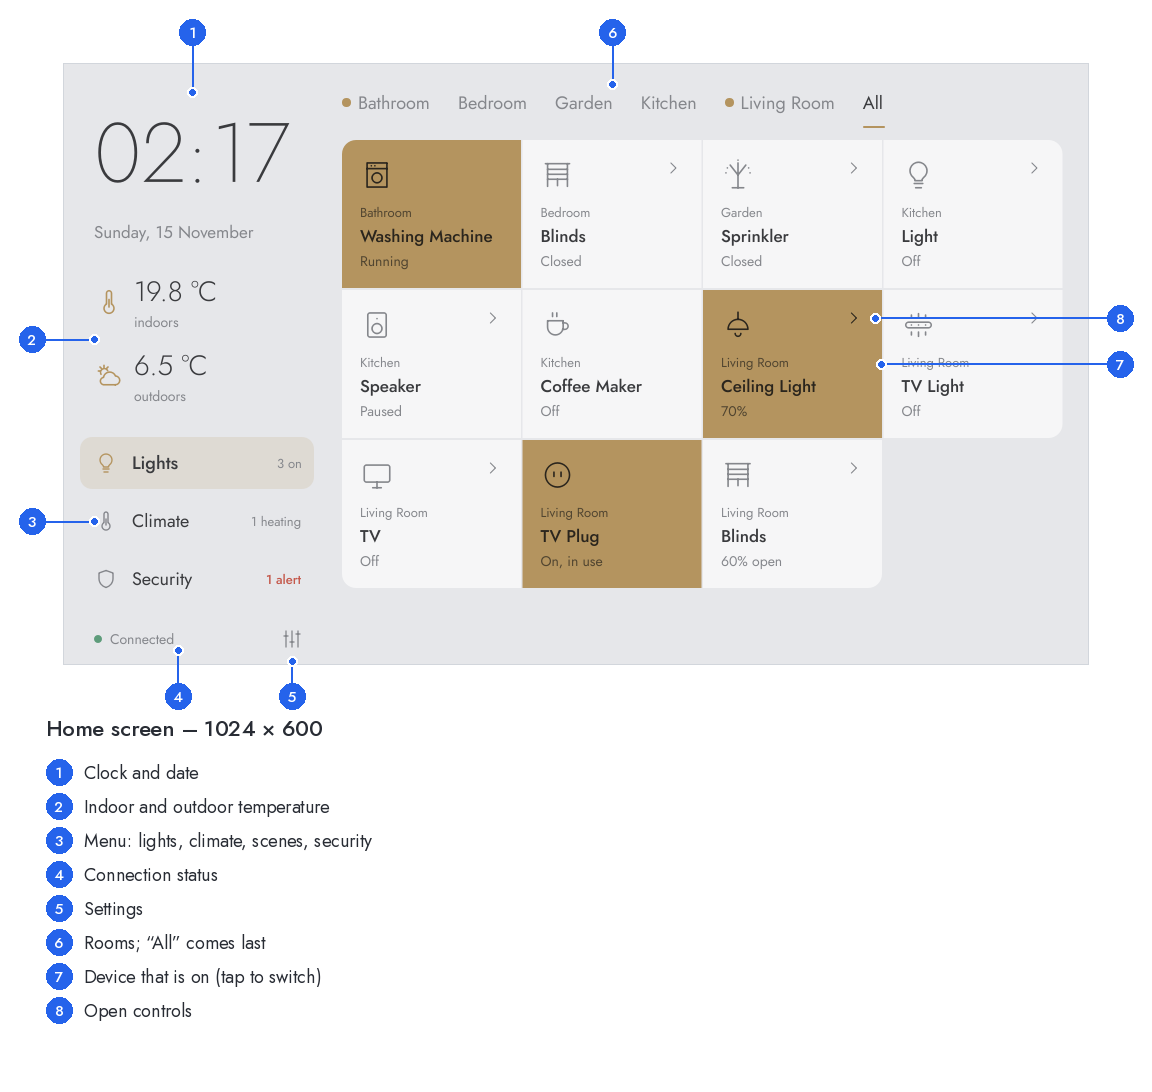 1
6
02:17
Sunday, 15 November
19.8 °C
indoors
2
6.5 °C
outdoors
Lights 3 on
3
Climate 1 heating
Security 1 alert
Connected
4
5
Bathroom Bedroom Garden Kitchen Living Room All
Bathroom
Washing Machine
Running
Bedroom
Blinds
Closed
Garden
Sprinkler
Closed
Kitchen
Light
Off
Kitchen
Speaker
Paused
Kitchen
Coffee Maker
Off
Living Room
Ceiling Light
70%
Living Room
TV Light
Off
8
7
Living Room
TV
Off
Living Room
TV Plug
On, in use
Living Room
Blinds
60% open
Home screen – 1024 × 600
1 Clock and date
2 Indoor and outdoor temperature
3 Menu: lights, climate, scenes, security
4 Connection status
5 Settings
6 Rooms; “All” comes last
7 Device that is on (tap to switch)
8 Open controls